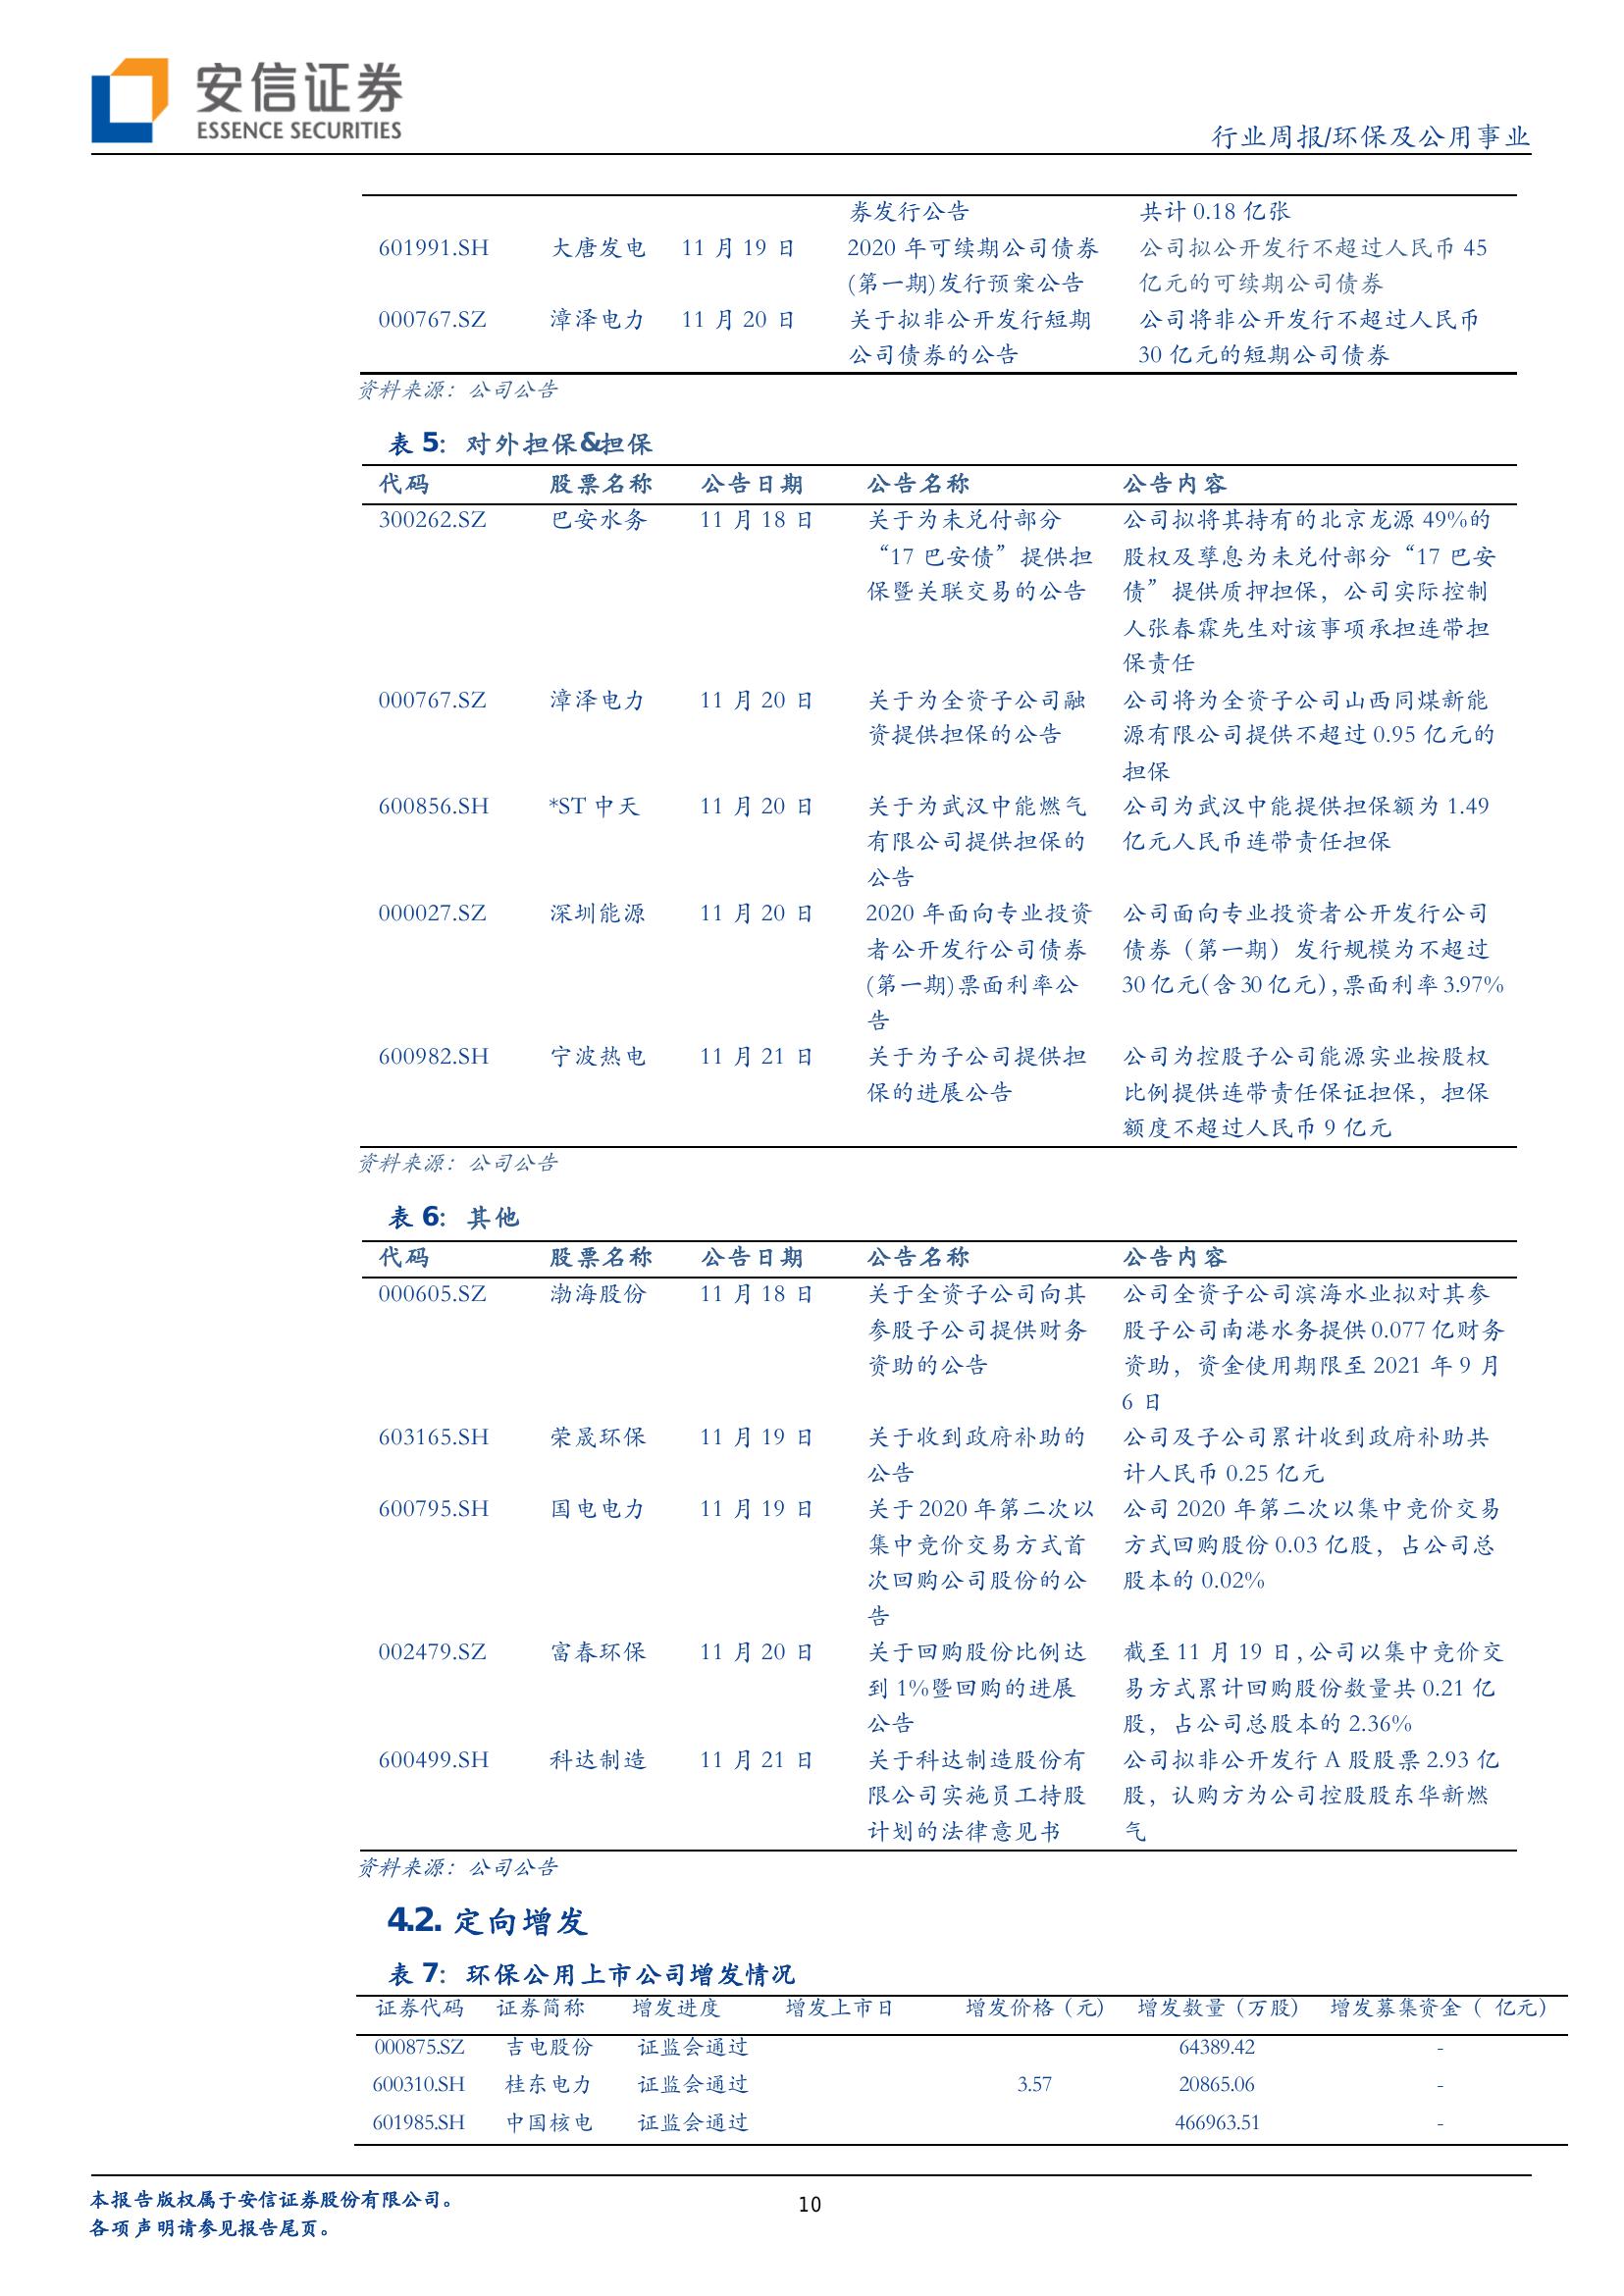 安信证券
ESSENCE SECURITIES
行业周报/环保及公用事业
券发行公告 共计 0.18 亿张
601991.SH 大唐发电 11 月 19 日 2020 年可续期公司债券 公司拟公开发行不超过人民币 45
(第一期)发行预案公告 亿元的可续期公司债券
000767.SZ 漳泽电力 11 月 20 日 关于拟非公开发行短期 公司将非公开发行不超过人民币
公司债券的公告 30 亿元的短期公司债券
资料来源：公司公告
表 5：对外担保&担保
代码 股票名称 公告日期 公告名称 公告内容
300262.SZ 巴安水务 11 月 18 日 关于为未兑付部分 公司拟将其持有的北京龙源 49%的
“17 巴安债”提供担 股权及孳息为未兑付部分“17 巴安
保暨关联交易的公告 债”提供质押担保，公司实际控制
人张春霖先生对该事项承担连带担
保责任
000767.SZ 漳泽电力 11 月 20 日 关于为全资子公司融 公司将为全资子公司山西同煤新能
资提供担保的公告 源有限公司提供不超过 0.95 亿元的
担保
600856.SH *ST 中天 11 月 20 日 关于为武汉中能燃气 公司为武汉中能提供担保额为 1.49
有限公司提供担保的 亿元人民币连带责任担保
公告
000027.SZ 深圳能源 11 月 20 日 2020 年面向专业投资 公司面向专业投资者公开发行公司
者公开发行公司债券 债券（第一期）发行规模为不超过
(第一期)票面利率公 30 亿元(含 30 亿元),票面利率 3.97%
告
600982.SH 宁波热电 11 月 21 日 关于为子公司提供担 公司为控股子公司能源实业按股权
保的进展公告 比例提供连带责任保证担保，担保
额度不超过人民币 9 亿元
资料来源：公司公告
表 6：其他
代码 股票名称 公告日期 公告名称 公告内容
000605.SZ 渤海股份 11 月 18 日 关于全资子公司向其 公司全资子公司滨海水业拟对其参
参股子公司提供财务 股子公司南港水务提供 0.077 亿财务
资助的公告 资助，资金使用期限至 2021 年 9 月
6 日
603165.SH 荣晟环保 11 月 19 日 关于收到政府补助的 公司及子公司累计收到政府补助共
公告 计人民币 0.25 亿元
600795.SH 国电电力 11 月 19 日 关于 2020 年第二次以 公司 2020 年第二次以集中竞价交易
集中竞价交易方式首 方式回购股份 0.03 亿股，占公司总
次回购公司股份的公 股本的 0.02%
告
002479.SZ 富春环保 11 月 20 日 关于回购股份比例达 截至 11 月 19 日,公司以集中竞价交
到 1%暨回购的进展 易方式累计回购股份数量共 0.21 亿
公告 股，占公司总股本的 2.36%
600499.SH 科达制造 11 月 21 日 关于科达制造股份有 公司拟非公开发行 A 股股票 2.93 亿
限公司实施员工持股 股，认购方为公司控股股东华新燃
计划的法律意见书 气
资料来源：公司公告
4.2. 定向增发
表 7：环保公用上市公司增发情况
证券代码 证券简称 增发进度 增发上市日 增发价格（元） 增发数量（万股） 增发募集资金（ 亿元）
000875.SZ 吉电股份 证监会通过 64389.42 -
600310.SH 桂东电力 证监会通过 3.57 20865.06 -
601985.SH 中国核电 证监会通过 466963.51 -
本报告版权属于安信证券股份有限公司。
10
各项声明请参见报告尾页。